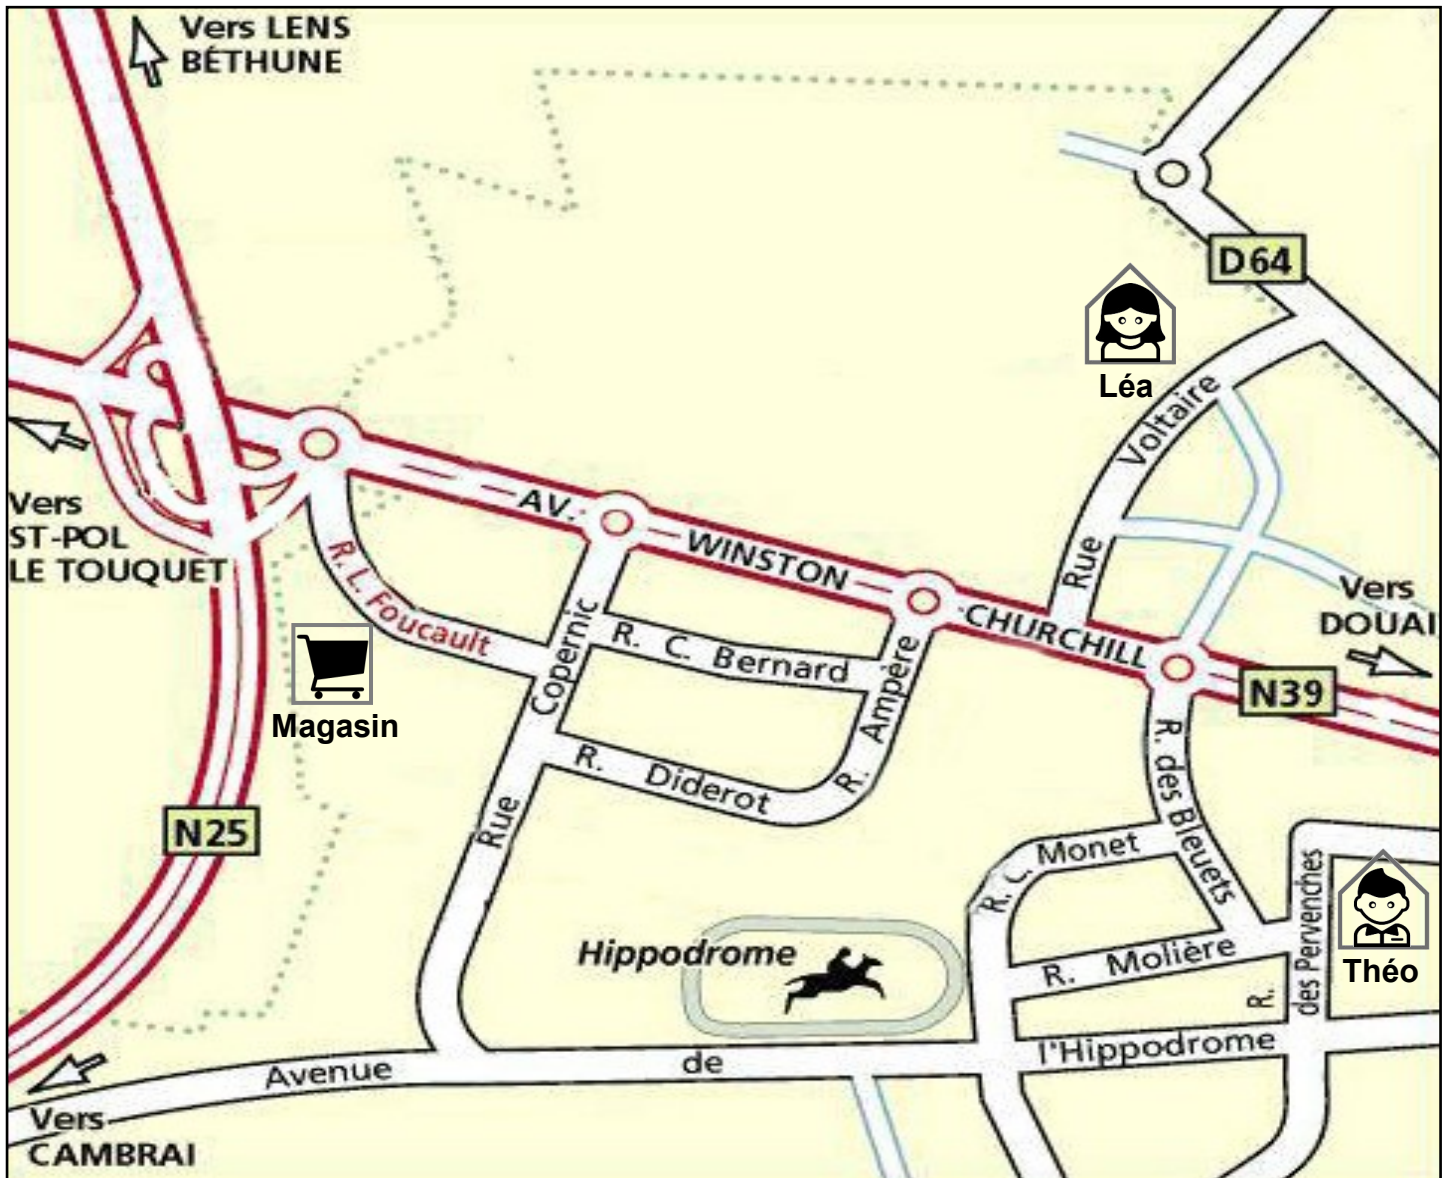 Vers LENS
BÉTHUNE
D64
Léa
Rue Voltaire
Vers
ST-POL
LE TOUQUET
AV. WINSTON CHURCHILL
R. L. Foucault
Vers
DOUAI
N39
Magasin
Rue Copernic
R. C. Bernard
R. Ampère
R. Diderot
R. des Bleuets
N25
R. C. Monet
R. des Pervenches
Hippodrome
R. Molière
Théo
Avenue de l'Hippodrome
Vers
CAMBRAI